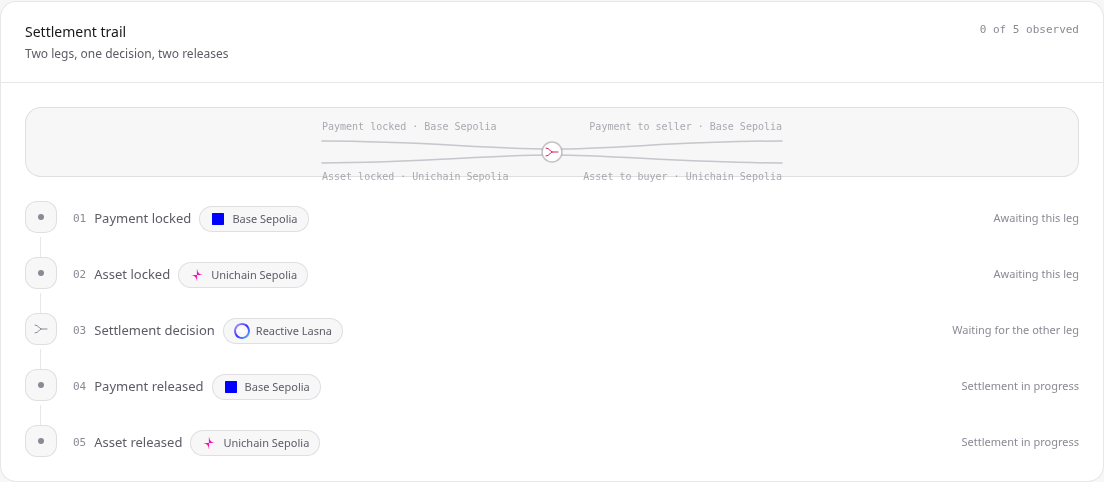 Settlement trail
0 of 5 observed
Two legs, one decision, two releases
Payment locked · Base Sepolia
Payment to seller · Base Sepolia
Asset locked · Unichain Sepolia
Asset to buyer · Unichain Sepolia
01 Payment locked Base Sepolia Awaiting this leg
02 Asset locked Unichain Sepolia Awaiting this leg
03 Settlement decision Reactive Lasna Waiting for the other leg
04 Payment released Base Sepolia Settlement in progress
05 Asset released Unichain Sepolia Settlement in progress